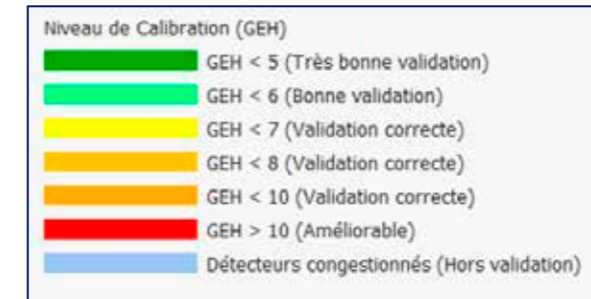 Niveau de Calibration (GEH)
GEH < 5 (Très bonne validation)
GEH < 6 (Bonne validation)
GEH < 7 (Validation correcte)
GEH < 8 (Validation correcte)
GEH < 10 (Validation correcte)
GEH > 10 (Améliorable)
Détecteurs congestionnés (Hors validation)